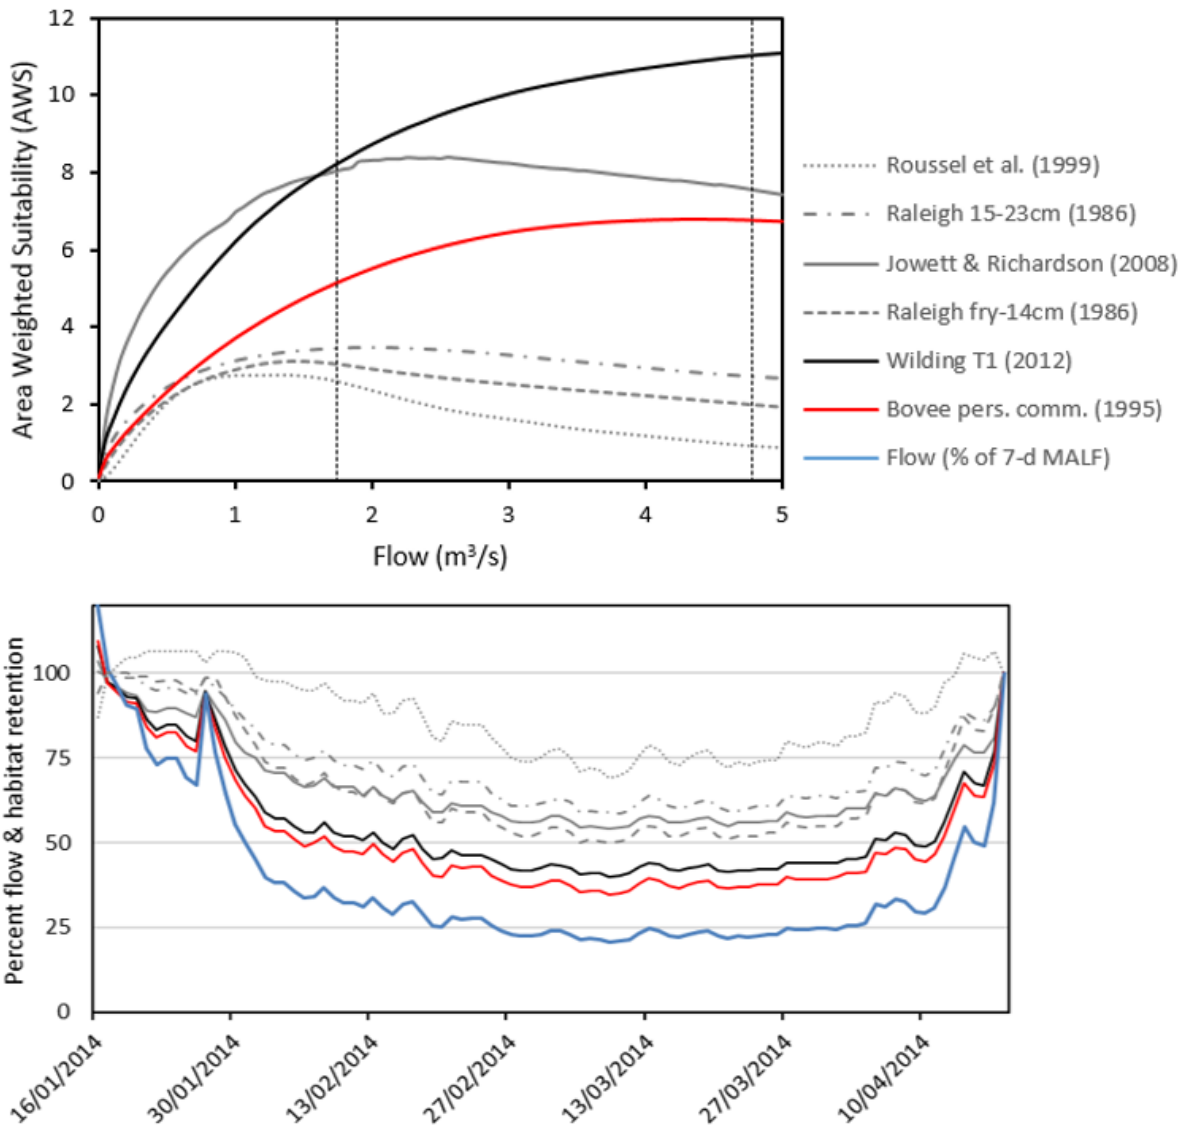 12
10
8
6
4
2
0
Area Weighted Suitability (AWS)
0 1 2 3 4 5
Flow (m³/s)
Roussel et al. (1999)
Raleigh 15-23cm (1986)
Jowett & Richardson (2008)
Raleigh fry-14cm (1986)
Wilding T1 (2012)
Bovee pers. comm. (1995)
Flow (% of 7-d MALF)
Percent flow & habitat retention
100
75
50
25
0
16/01/2014 30/01/2014 13/02/2014 27/02/2014 13/03/2014 27/03/2014 10/04/2014